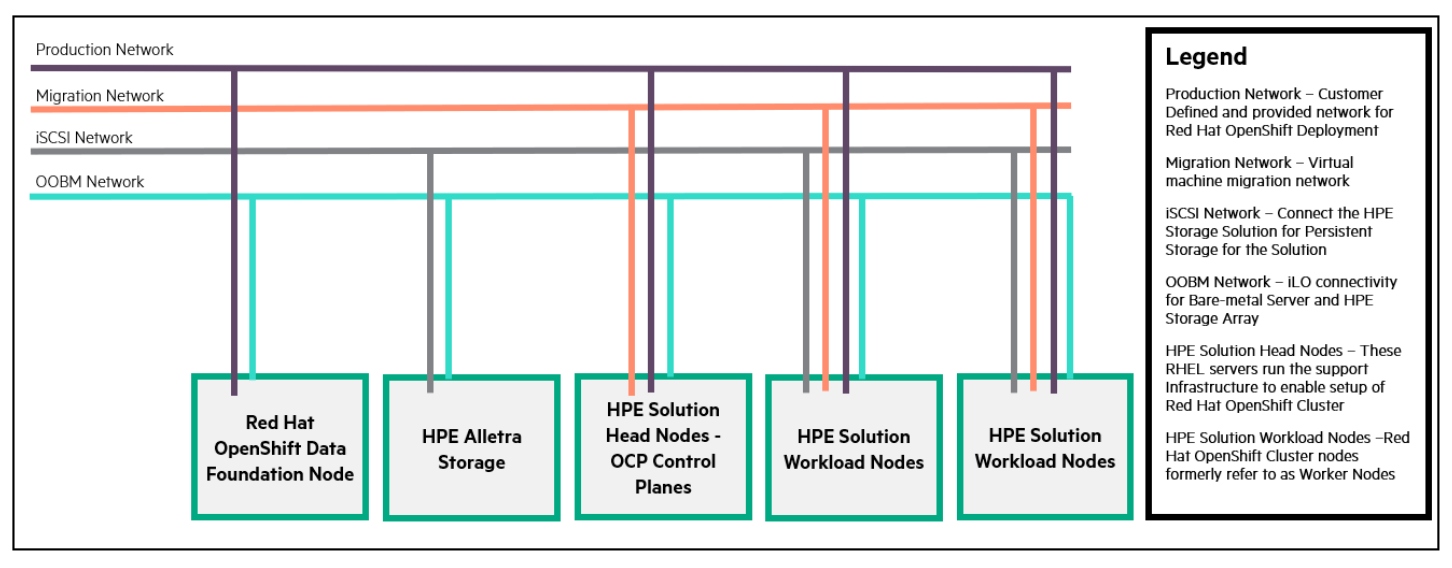 Production Network
Migration Network
iSCSI Network
OOBM Network
Red Hat
OpenShift Data
Foundation Node
HPE Alletra
Storage
HPE Solution
Head Nodes -
OCP Control
Planes
HPE Solution
Workload Nodes
HPE Solution
Workload Nodes
Legend
Production Network – Customer
Defined and provided network for
Red Hat OpenShift Deployment
Migration Network – Virtual
machine migration network
iSCSI Network – Connect the HPE
Storage Solution for Persistent
Storage for the Solution
OOBM Network – iLO connectivity
for Bare-metal Server and HPE
Storage Array
HPE Solution Head Nodes – These
RHEL servers run the support
Infrastructure to enable setup of
Red Hat OpenShift Cluster
HPE Solution Workload Nodes –Red
Hat OpenShift Cluster nodes
formerly refer to as Worker Nodes